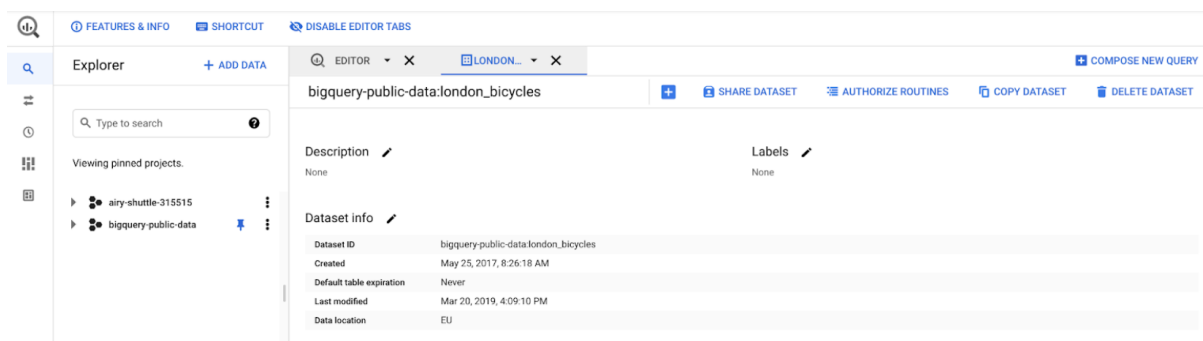 FEATURES & INFO SHORTCUT DISABLE EDITOR TABS
Explorer + ADD DATA
EDITOR LONDON...
COMPOSE NEW QUERY
bigquery-public-data:london_bicycles
SHARE DATASET AUTHORIZE ROUTINES COPY DATASET DELETE DATASET
Type to search
Viewing pinned projects.
airy-shuttle-315515
bigquery-public-data
Description
None
Labels
None
Dataset info
Dataset ID bigquery-public-data:london_bicycles
Created May 25, 2017, 8:26:18 AM
Default table expiration Never
Last modified Mar 20, 2019, 4:09:10 PM
Data location EU